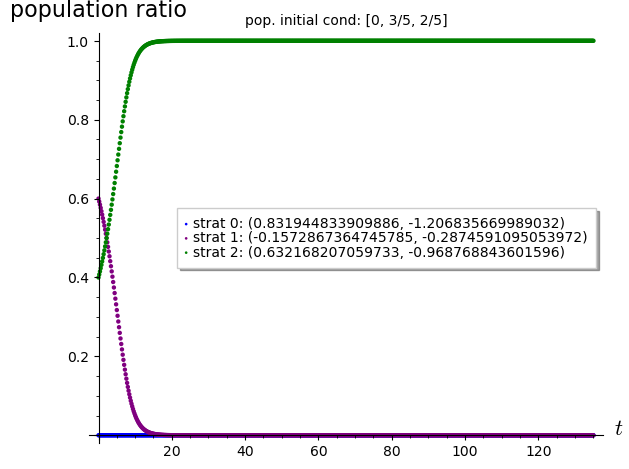 population ratio
pop. initial cond: [0, 3/5, 2/5]
1.0
0.8
0.6
strat 0: (0.831944833909886, -1.206835669989032)
strat 1: (-0.1572867364745785, -0.2874591095053972)
strat 2: (0.632168207059733, -0.968768843601596)
0.4
0.2
t
20 40 60 80 100 120